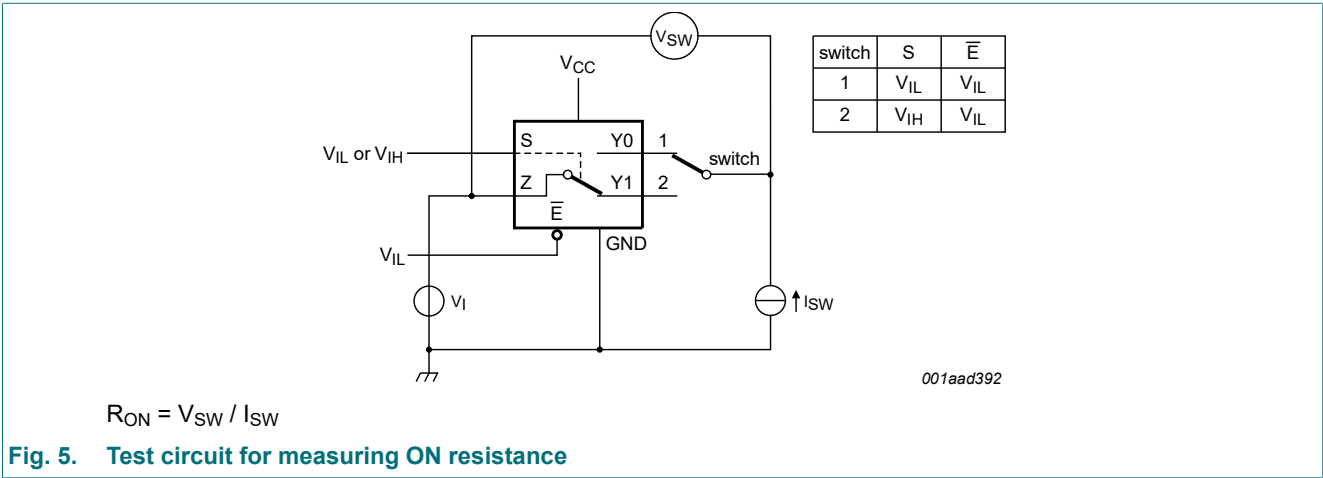 VSW
switch S E̅
1 VIL VIL
2 VIH VIL
VCC
VIL or VIH
S Y0 1
switch
Z Y1 2
E̅
GND
VIL
VI
ISW
001aad392
RON = VSW / ISW
Fig. 5. Test circuit for measuring ON resistance